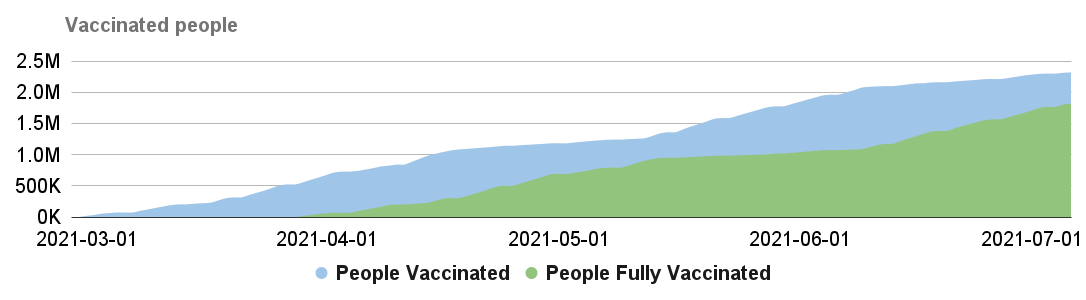 Vaccinated people
2.5M
2.0M
1.5M
1.0M
500K
0K
2021-03-01 2021-04-01 2021-05-01 2021-06-01 2021-07-01
People Vaccinated People Fully Vaccinated